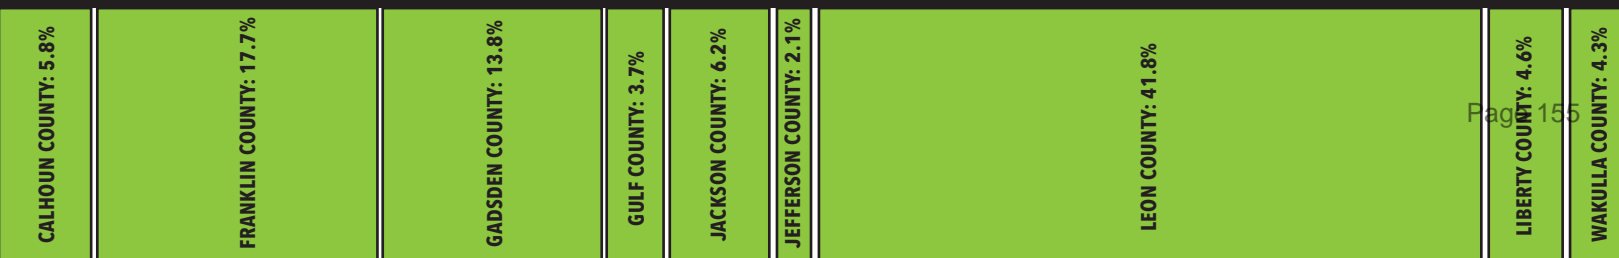 CALHOUN COUNTY: 5.8%
FRANKLIN COUNTY: 17.7%
GADSDEN COUNTY: 13.8%
GULF COUNTY: 3.7%
JACKSON COUNTY: 6.2%
JEFFERSON COUNTY: 2.1%
LEON COUNTY: 41.8%
LIBERTY COUNTY: 4.6%
WAKULLA COUNTY: 4.3%
Page 155